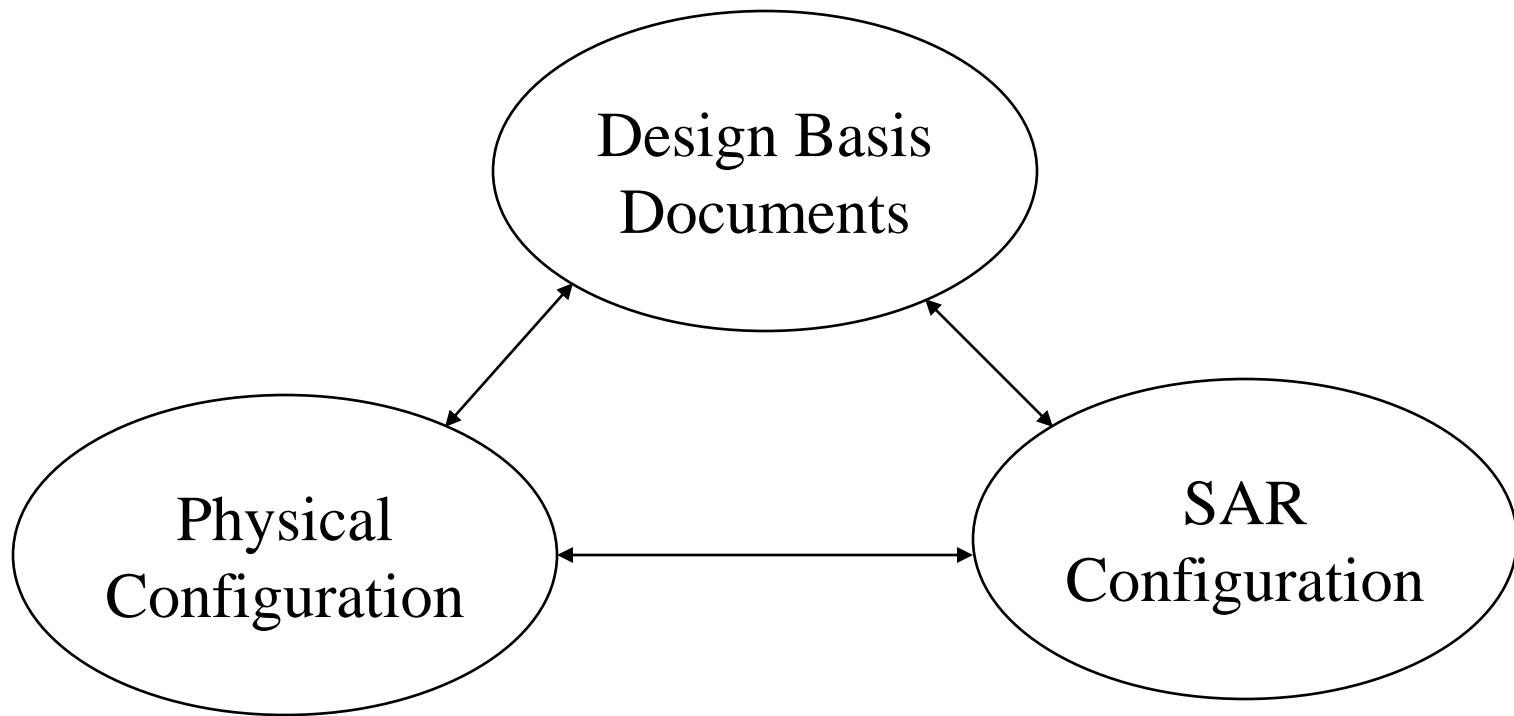 Design Basis
Documents
Physical
Configuration
SAR
Configuration